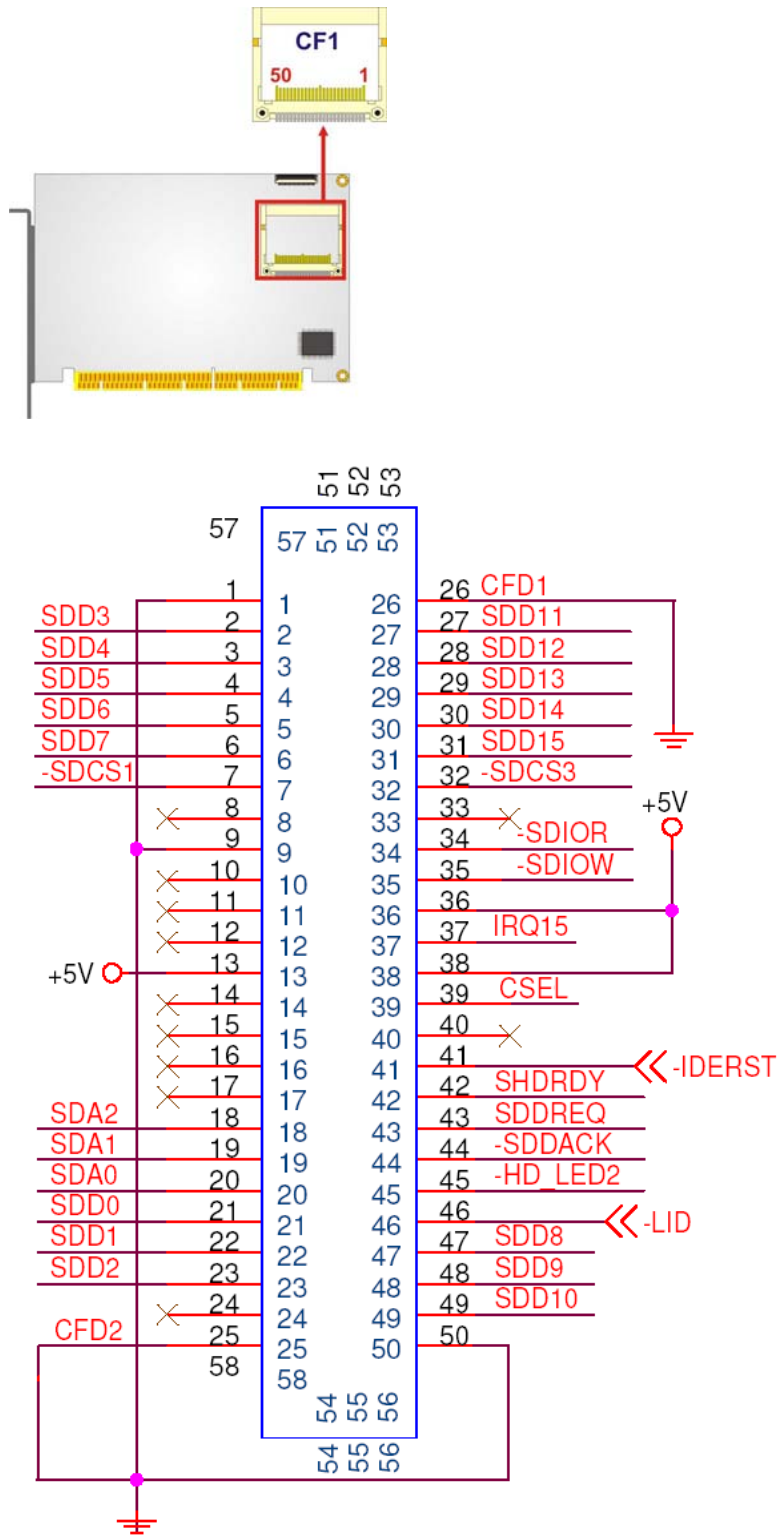 CF1
50 1
51 52 53
57
57 51 52 53
1 1 26 26 CFD1
SDD3 2 2 27 27 SDD11
SDD4 3 3 28 28 SDD12
SDD5 4 4 29 29 SDD13
SDD6 5 5 30 30 SDD14
SDD7 6 6 31 31 SDD15
-SDCS1 7 7 32 32 -SDCS3
8 8 33 33
+5V
9 9 34 34 -SDIOR
10 10 35 35 -SDIOW
11 11 36 36
12 12 37 37 IRQ15
+5V 13 13 38 38
14 14 39 39 CSEL
15 15 40 40
16 16 41 41 -IDERST
17 17 42 42 SHDRDY
SDA2 18 18 43 43 SDDREQ
SDA1 19 19 44 44 -SDDACK
SDA0 20 20 45 45 -HD_LED2
SDD0 21 21 46 46 -LID
SDD1 22 22 47 47 SDD8
SDD2 23 23 48 48 SDD9
24 24 49 49 SDD10
CFD2 25 25 50 50
58 58
54 55 56
54 55 56